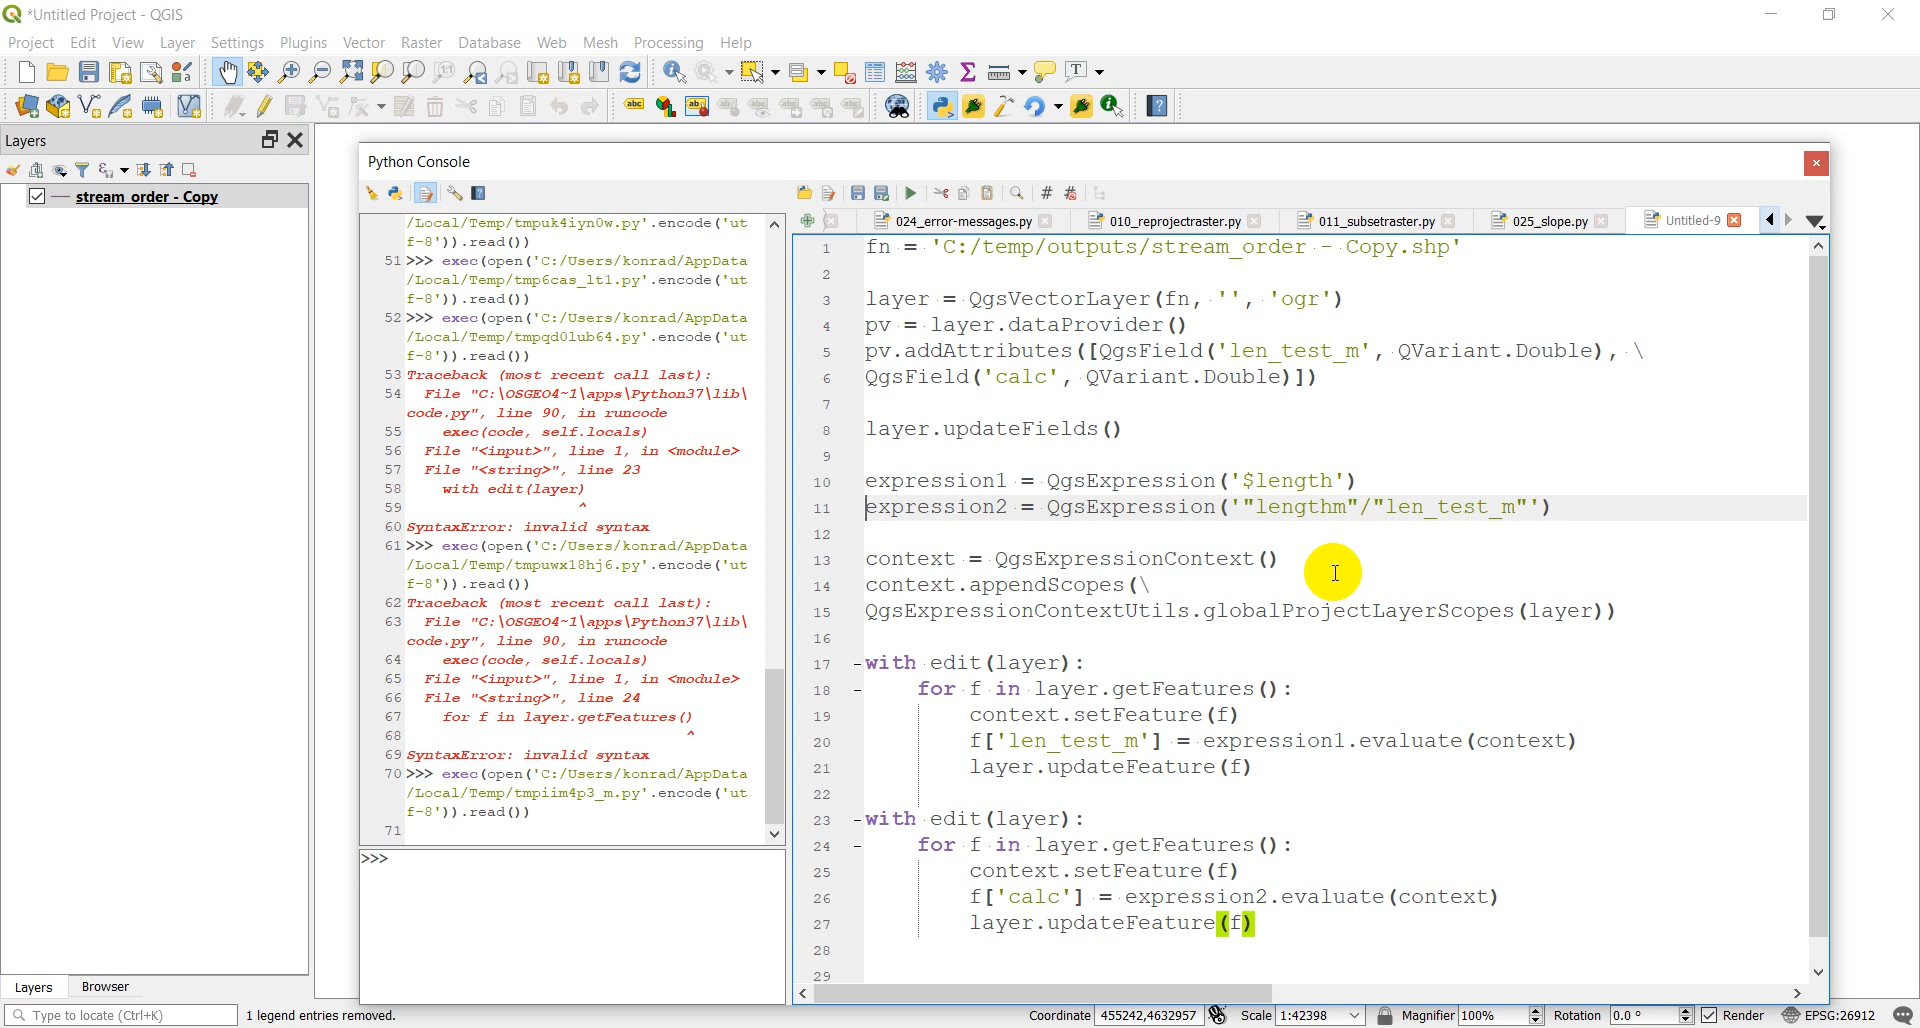 *Untitled Project - QGIS
Project Edit View Layer Settings Plugins Vector Raster Database Web Mesh Processing Help
Layers
stream_order - Copy
Python Console
024_error-messages.py 010_reprojectraster.py 011_subsetraster.py 025_slope.py Untitled-9
/Local/Temp/tmpuk4iyn0w.py'.encode('ut
f-8')).read())
51 >>> exec(open('C:/Users/konrad/AppData
/Local/Temp/tmp6cas_lt1.py'.encode('ut
f-8')).read())
52 >>> exec(open('C:/Users/konrad/AppData
/Local/Temp/tmpqd0lub64.py'.encode('ut
f-8')).read())
53 Traceback (most recent call last):
54 File "C:\OSGEO4~1\apps\Python37\lib\
code.py", line 90, in runcode
55 exec(code, self.locals)
56 File "<input>", line 1, in <module>
57 File "<string>", line 23
58 with edit(layer)
59 ^
60 SyntaxError: invalid syntax
61 >>> exec(open('C:/Users/konrad/AppData
/Local/Temp/tmpuwx18hj6.py'.encode('ut
f-8')).read())
62 Traceback (most recent call last):
63 File "C:\OSGEO4~1\apps\Python37\lib\
code.py", line 90, in runcode
64 exec(code, self.locals)
65 File "<input>", line 1, in <module>
66 File "<string>", line 24
67 for f in layer.getFeatures()
68 ^
69 SyntaxError: invalid syntax
70 >>> exec(open('C:/Users/konrad/AppData
/Local/Temp/tmpiim4p3_m.py'.encode('ut
f-8')).read())
71
>>>
1 fn = 'C:/temp/outputs/stream_order - Copy.shp'
2
3 layer = QgsVectorLayer(fn, '', 'ogr')
4 pv = layer.dataProvider()
5 pv.addAttributes([QgsField('len_test_m', QVariant.Double), \
6 QgsField('calc', QVariant.Double)])
7
8 layer.updateFields()
9
10 expression1 = QgsExpression('$length')
11 expression2 = QgsExpression('"lengthm"/"len_test_m"')
12
13 context = QgsExpressionContext()
14 context.appendScopes(\
15 QgsExpressionContextUtils.globalProjectLayerScopes(layer))
16
17 with edit(layer):
18 for f in layer.getFeatures():
19 context.setFeature(f)
20 f['len_test_m'] = expression1.evaluate(context)
21 layer.updateFeature(f)
22
23 with edit(layer):
24 for f in layer.getFeatures():
25 context.setFeature(f)
26 f['calc'] = expression2.evaluate(context)
27 layer.updateFeature(f)
28
29
Layers Browser
Type to locate (Ctrl+K) 1 legend entries removed. Coordinate 455242,4632957 Scale 1:42398 Magnifier 100% Rotation 0.0 ° Render EPSG:26912